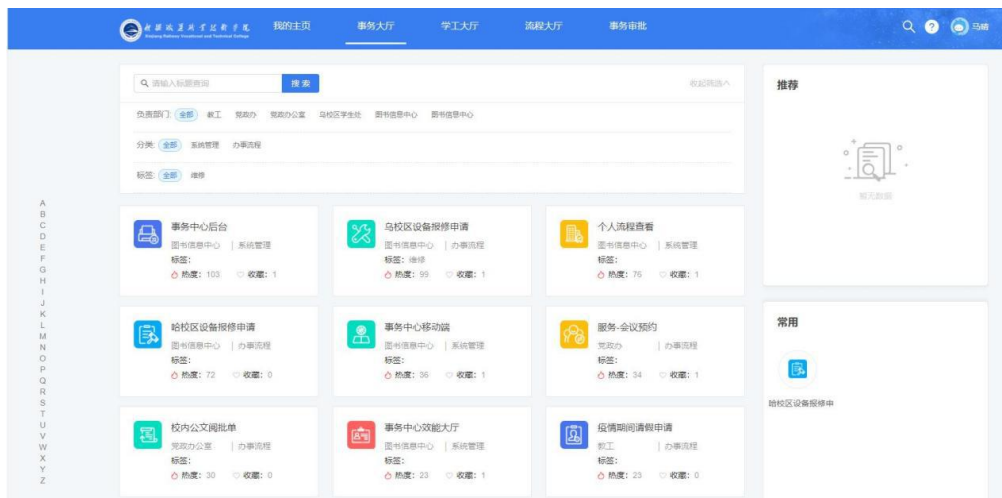 我的主页 事务大厅 学工大厅 流程大厅 事务审批
Xinjiang Railway Vocational and Technical College
请输入标题查询 搜索 收起筛选
负责部门: 全部 教工 党政办 党政办公室 乌校区学生处 图书信息中心 图书信息中心
分类: 全部 系统管理 办事流程
标签: 全部 维修
推荐
暂无数据
A
B
C
D
E
F
G
H
I
J
K
L
M
N
O
P
Q
R
S
T
U
V
W
X
Y
Z
事务中心后台
图书信息中心 | 系统管理
标签:
热度: 103 收藏: 1
乌校区设备报修申请
图书信息中心 | 办事流程
标签: 维修
热度: 99 收藏: 1
个人流程查看
图书信息中心 | 系统管理
标签:
热度: 76 收藏: 1
哈校区设备报修申请
图书信息中心 | 办事流程
标签:
热度: 72 收藏: 0
事务中心移动端
图书信息中心 | 系统管理
标签:
热度: 36 收藏: 1
服务-会议预约
党政办 | 办事流程
标签:
热度: 34 收藏: 1
校内公文阅批单
党政办公室 | 办事流程
标签:
热度: 30 收藏: 0
事务中心效能大厅
图书信息中心 | 系统管理
标签:
热度: 23 收藏: 1
疫情期间请假申请
教工 | 办事流程
标签:
热度: 23 收藏: 0
常用
哈校区设备报修申